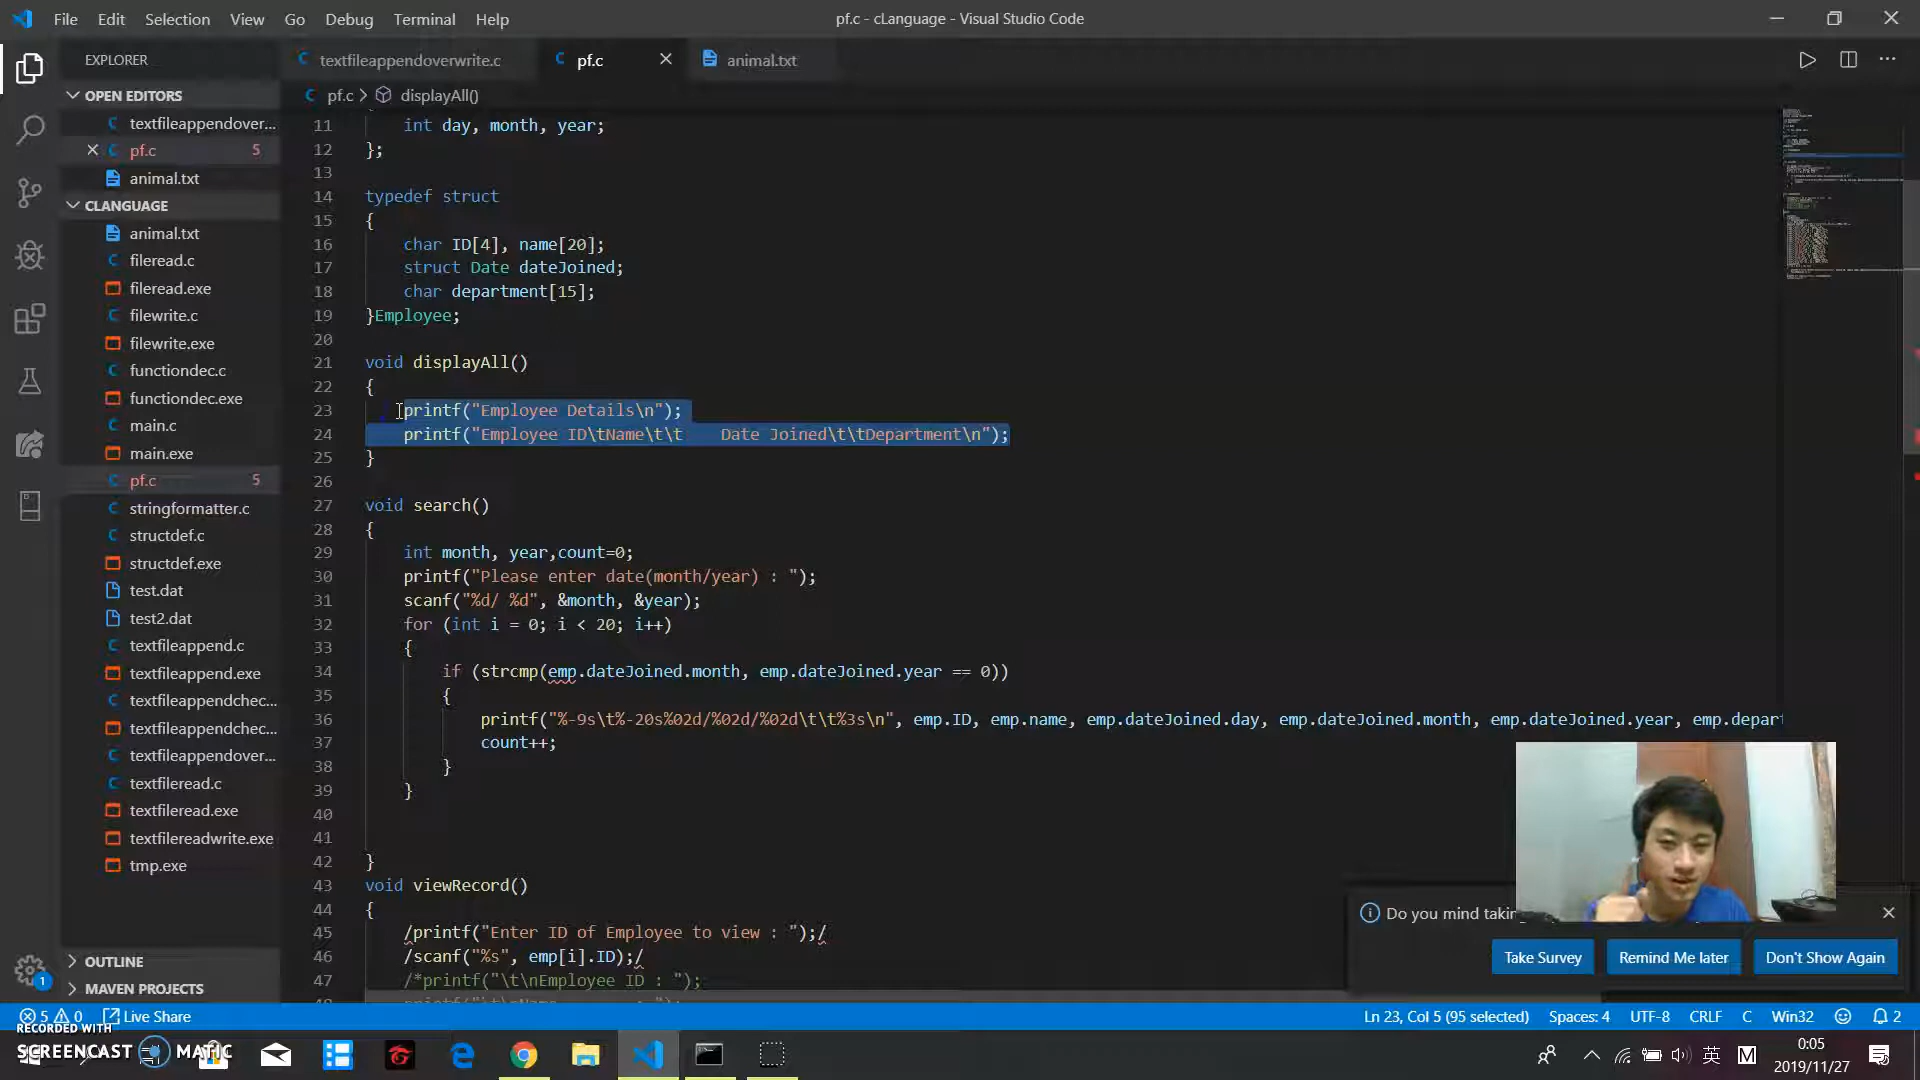 File Edit Selection View Go Debug Terminal Help pf.c - cLanguage - Visual Studio Code
EXPLORER textfileappendoverwrite.c pf.c animal.txt
OPEN EDITORS pf.c displayAll()
textfileappendover...
pf.c 5
animal.txt
CLANGUAGE
animal.txt
fileread.c
fileread.exe
filewrite.c
filewrite.exe
functiondec.c
functiondec.exe
main.c
main.exe
pf.c 5
stringformatter.c
structdef.c
structdef.exe
test.dat
test2.dat
textfileappend.c
textfileappend.exe
textfileappendchec...
textfileappendchec...
textfileappendover...
textfileread.c
textfileread.exe
textfilereadwrite.exe
tmp.exe
OUTLINE
MAVEN PROJECTS
11 int day, month, year;
12 };
13
14 typedef struct
15 {
16 char ID[4], name[20];
17 struct Date dateJoined;
18 char department[15];
19 }Employee;
20
21 void displayAll()
22 {
23 printf("Employee Details\n");
24 printf("Employee ID\tName\t\t    Date Joined\t\tDepartment\n");
25 }
26
27 void search()
28 {
29 int month, year,count=0;
30 printf("Please enter date(month/year) : ");
31 scanf("%d/ %d", &month, &year);
32 for (int i = 0; i < 20; i++)
33 {
34 if (strcmp(emp.dateJoined.month, emp.dateJoined.year == 0))
35 {
36 printf("%-9s\t%-20s%02d/%02d/%02d\t\t%3s\n", emp.ID, emp.name, emp.dateJoined.day, emp.dateJoined.month, emp.dateJoined.year, emp.depar
37 count++;
38 }
39 }
40
41
42 }
43 void viewRecord()
44 {
45 /printf("Enter ID of Employee to view : ");/
46 /scanf("%s", emp[i].ID);/
47 /*printf("\t\nEmployee ID : ");
Do you mind takin
Take Survey Remind Me later Don't Show Again
1
5 0 Live Share Ln 23, Col 5 (95 selected) Spaces: 4 UTF-8 CRLF C Win32 2
RECORDED WITH
SCREENCAST MATIC
英 M 0:05
2019/11/27